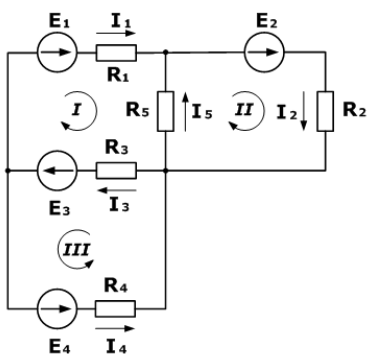 E1 I1 E2
R1
I R5 I5 II I2 R2
R3
E3 I3
III
R4
E4 I4